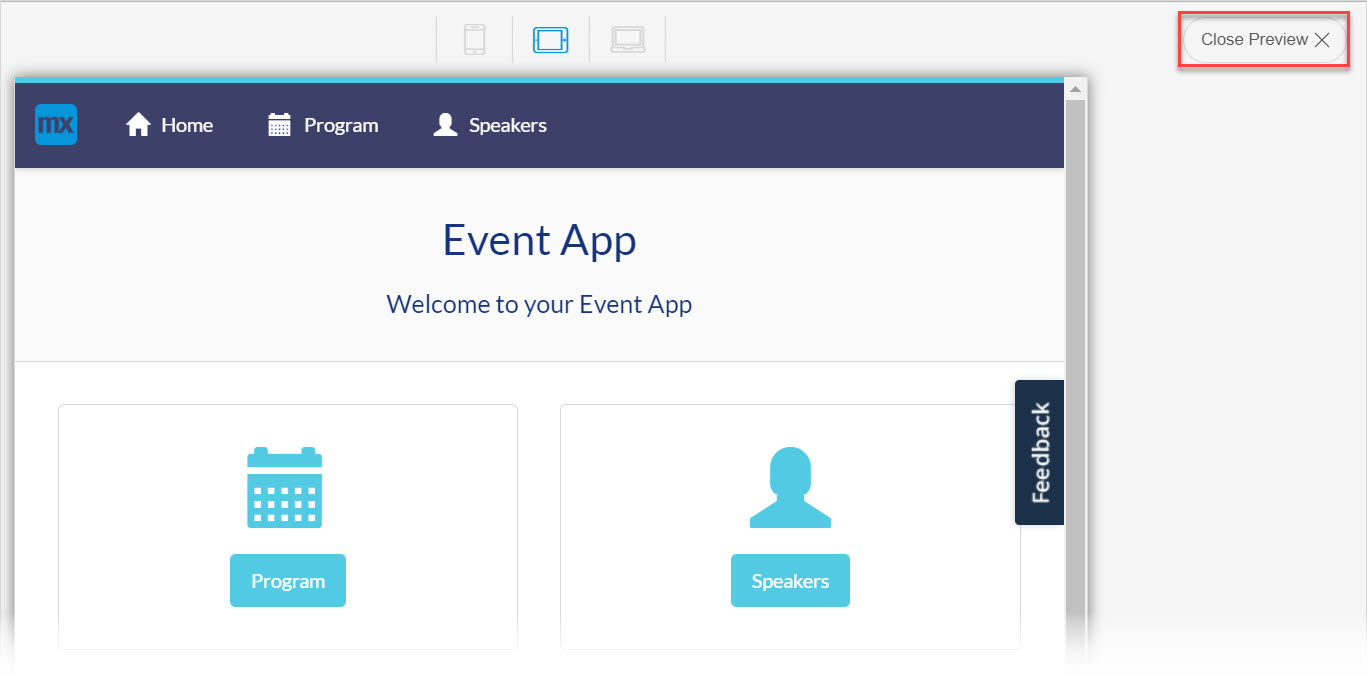 Close Preview
mx Home Program Speakers
Event App
Welcome to your Event App
Feedback
Program Speakers